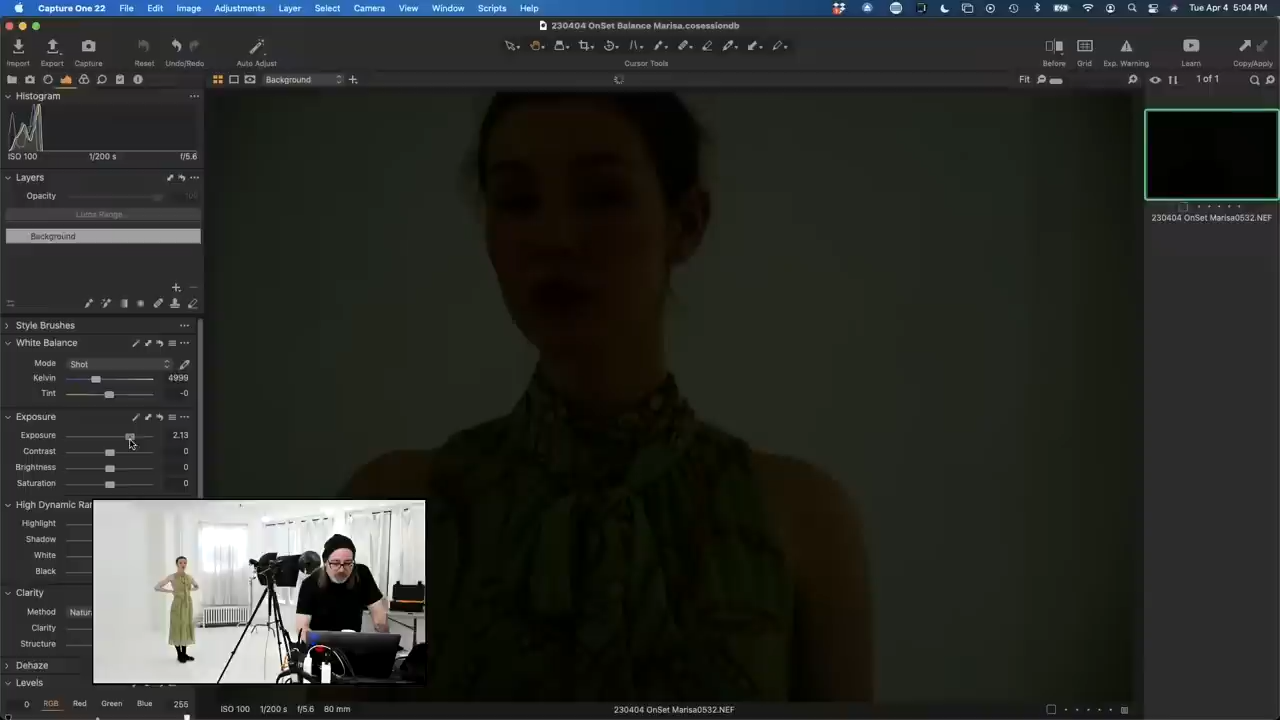 Capture One 22 File Edit Image Adjustments Layer Select Camera View Window Scripts Help Tue Apr 4 5:04 PM
230404 OnSet Balance Marisa.cosessiondb
Import Export Capture Reset Undo/Redo Auto Adjust Cursor Tools Before Grid Exp. Warning Learn Copy/Apply
Background Fit 1 of 1
Histogram
ISO 100 1/200 s f/5.6
Layers
Opacity 100
Luma Range...
Background
230404 OnSet Marisa0532.NEF
Style Brushes
White Balance
Mode Shot
Kelvin 4999
Tint -0
Exposure
Exposure 2.13
Contrast 0
Brightness 0
Saturation 0
High Dynamic Ran
Highlight
Shadow
White
Black
Clarity
Method Natur
Clarity
Structure
Dehaze
Levels
0 RGB Red Green Blue 255
ISO 100 1/200 s f/5.6 80 mm 230404 OnSet Marisa0532.NEF